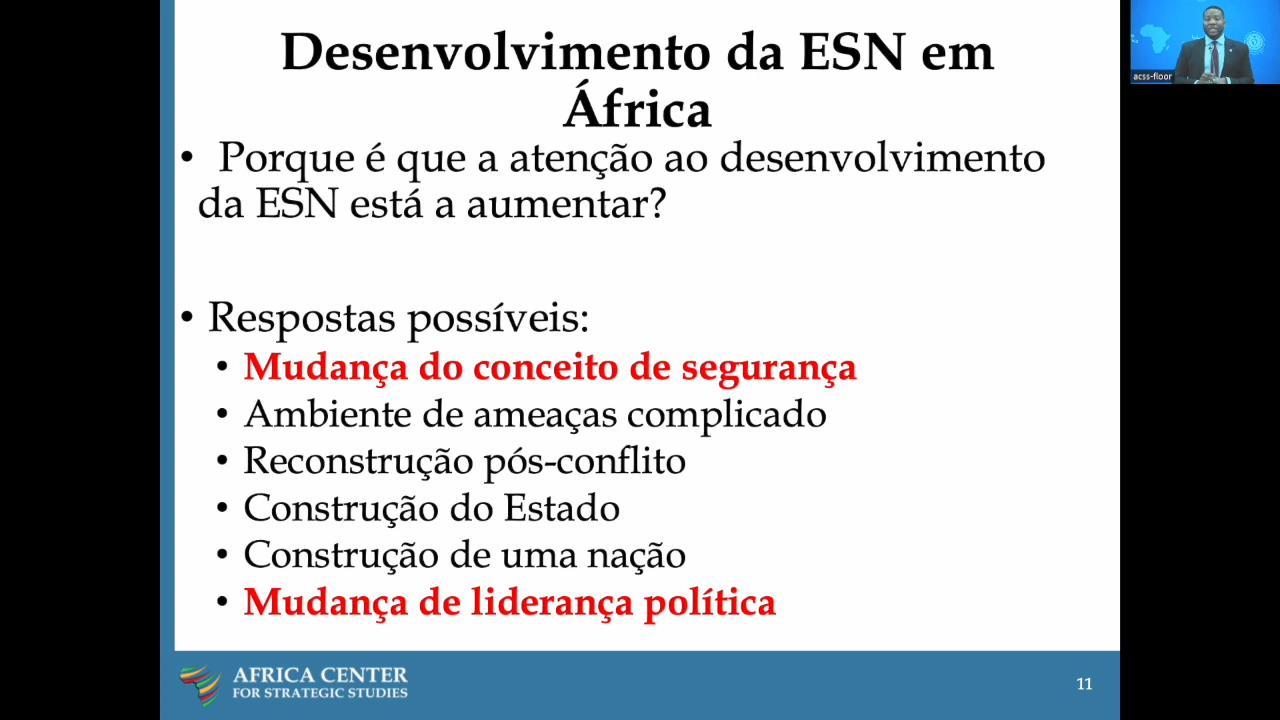 Desenvolvimento da ESN em
África
• Porque é que a atenção ao desenvolvimento
da ESN está a aumentar?
• Respostas possíveis:
• Mudança do conceito de segurança
• Ambiente de ameaças complicado
• Reconstrução pós-conflito
• Construção do Estado
• Construção de uma nação
• Mudança de liderança política
AFRICA CENTER
FOR STRATEGIC STUDIES
11
acss-floor